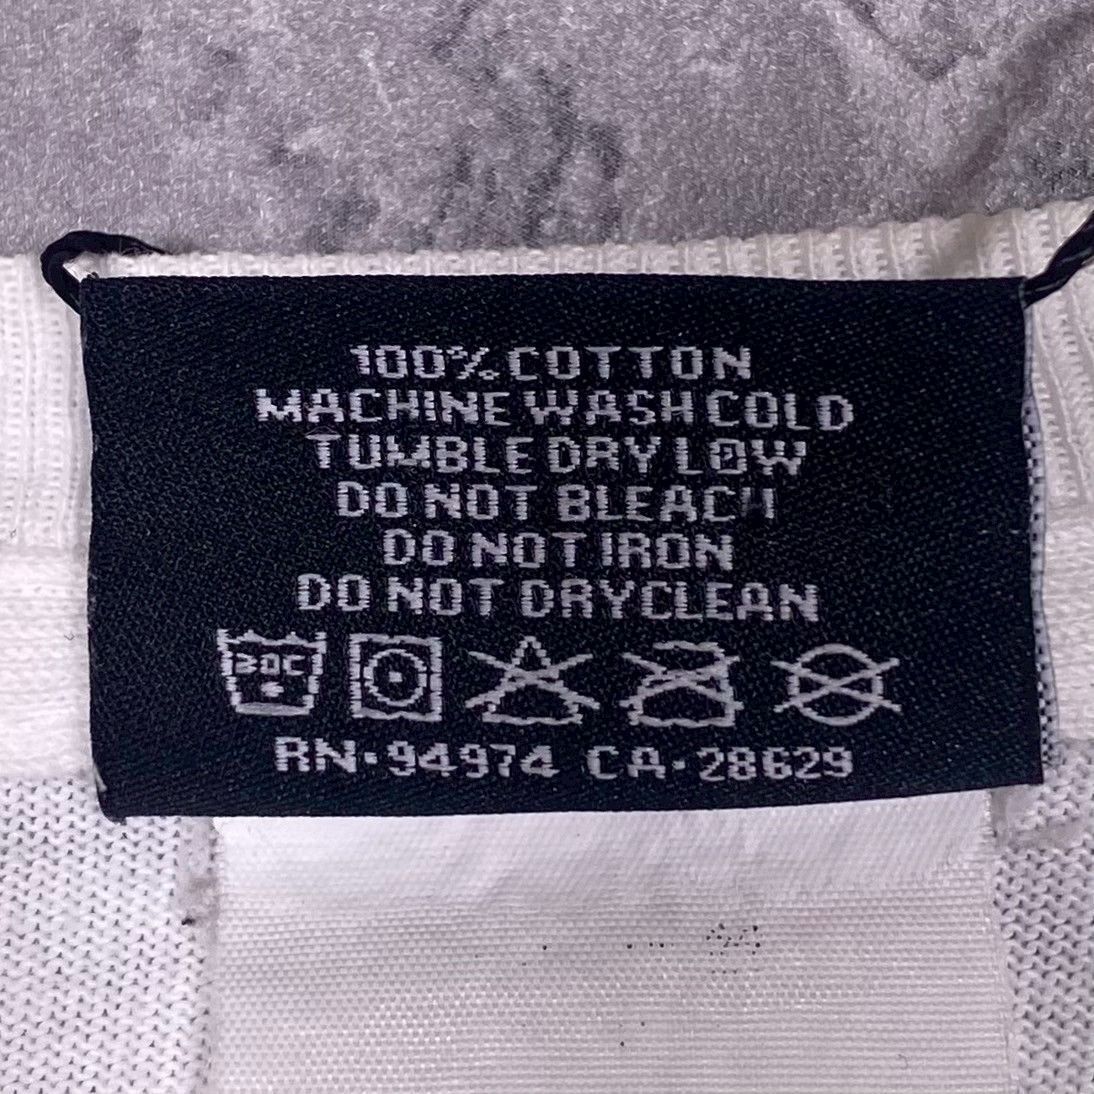 100% COTTON
MACHINE WASH COLD
TUMBLE DRY LOW
DO NOT BLEACH
DO NOT IRON
DO NOT DRYCLEAN
30C
RN·94974 CA·28629